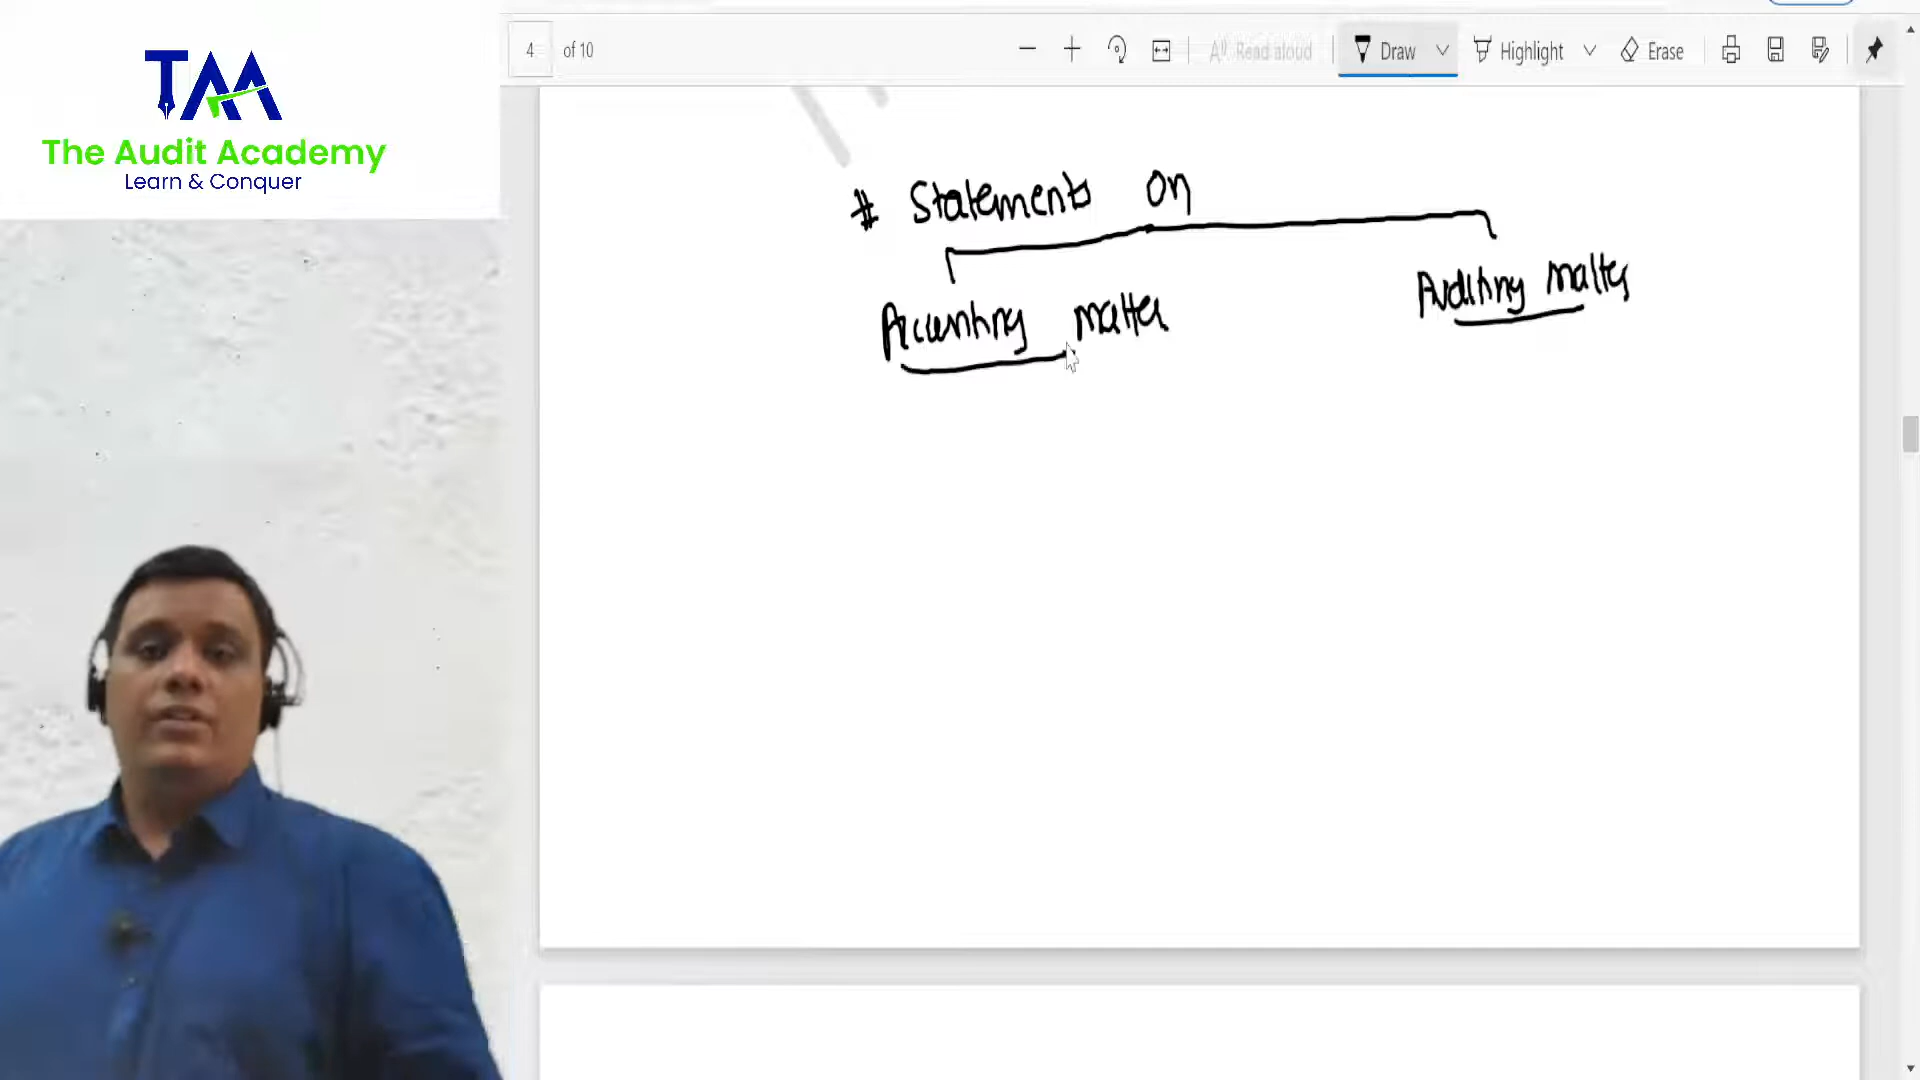 TAA
The Audit Academy
Learn & Conquer
4 of 10
Read aloud
Draw
Highlight
Erase
# Statements on
Accounting matter
Auditing matter